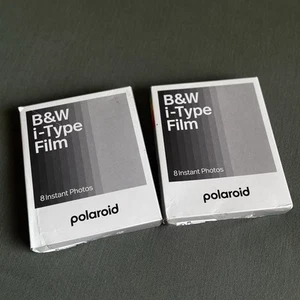 B&W
i-Type
Film
8 Instant Photos
polaroid
B&W
i-Type
Film
8 Instant Photos
polaroid